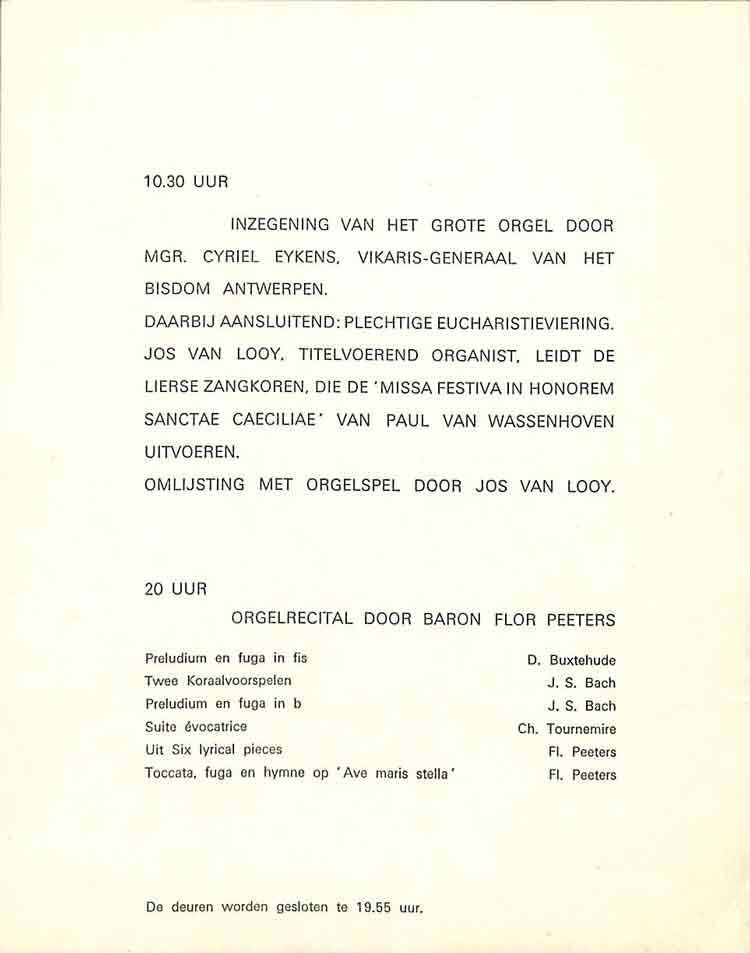 10.30 UUR
INZEGENING VAN HET GROTE ORGEL DOOR
MGR. CYRIEL EYKENS, VIKARIS-GENERAAL VAN HET
BISDOM ANTWERPEN.
DAARBIJ AANSLUITEND: PLECHTIGE EUCHARISTIEVIERING.
JOS VAN LOOY, TITELVOEREND ORGANIST, LEIDT DE
LIERSE ZANGKOREN, DIE DE 'MISSA FESTIVA IN HONOREM
SANCTAE CAECILIAE' VAN PAUL VAN WASSENHOVEN
UITVOEREN.
OMLIJSTING MET ORGELSPEL DOOR JOS VAN LOOY.
20 UUR
ORGELRECITAL DOOR BARON FLOR PEETERS
Preludium en fuga in fis D. Buxtehude
Twee Koraalvoorspelen J. S. Bach
Preludium en fuga in b J. S. Bach
Suite évocatrice Ch. Tournemire
Uit Six lyrical pieces Fl. Peeters
Toccata, fuga en hymne op 'Ave maris stella' Fl. Peeters
De deuren worden gesloten te 19.55 uur.